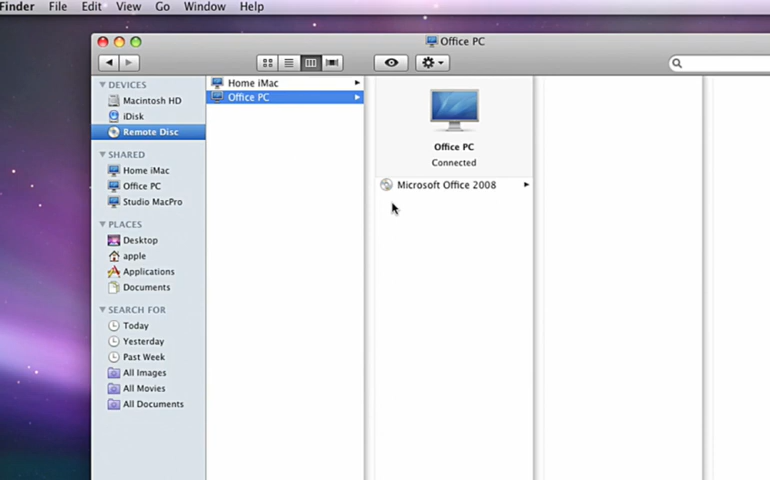 Finder File Edit View Go Window Help
Office PC
DEVICES
Macintosh HD
iDisk
Remote Disc
SHARED
Home iMac
Office PC
Studio MacPro
PLACES
Desktop
apple
Applications
Documents
SEARCH FOR
Today
Yesterday
Past Week
All Images
All Movies
All Documents
Home iMac
Office PC
Office PC
Connected
Microsoft Office 2008